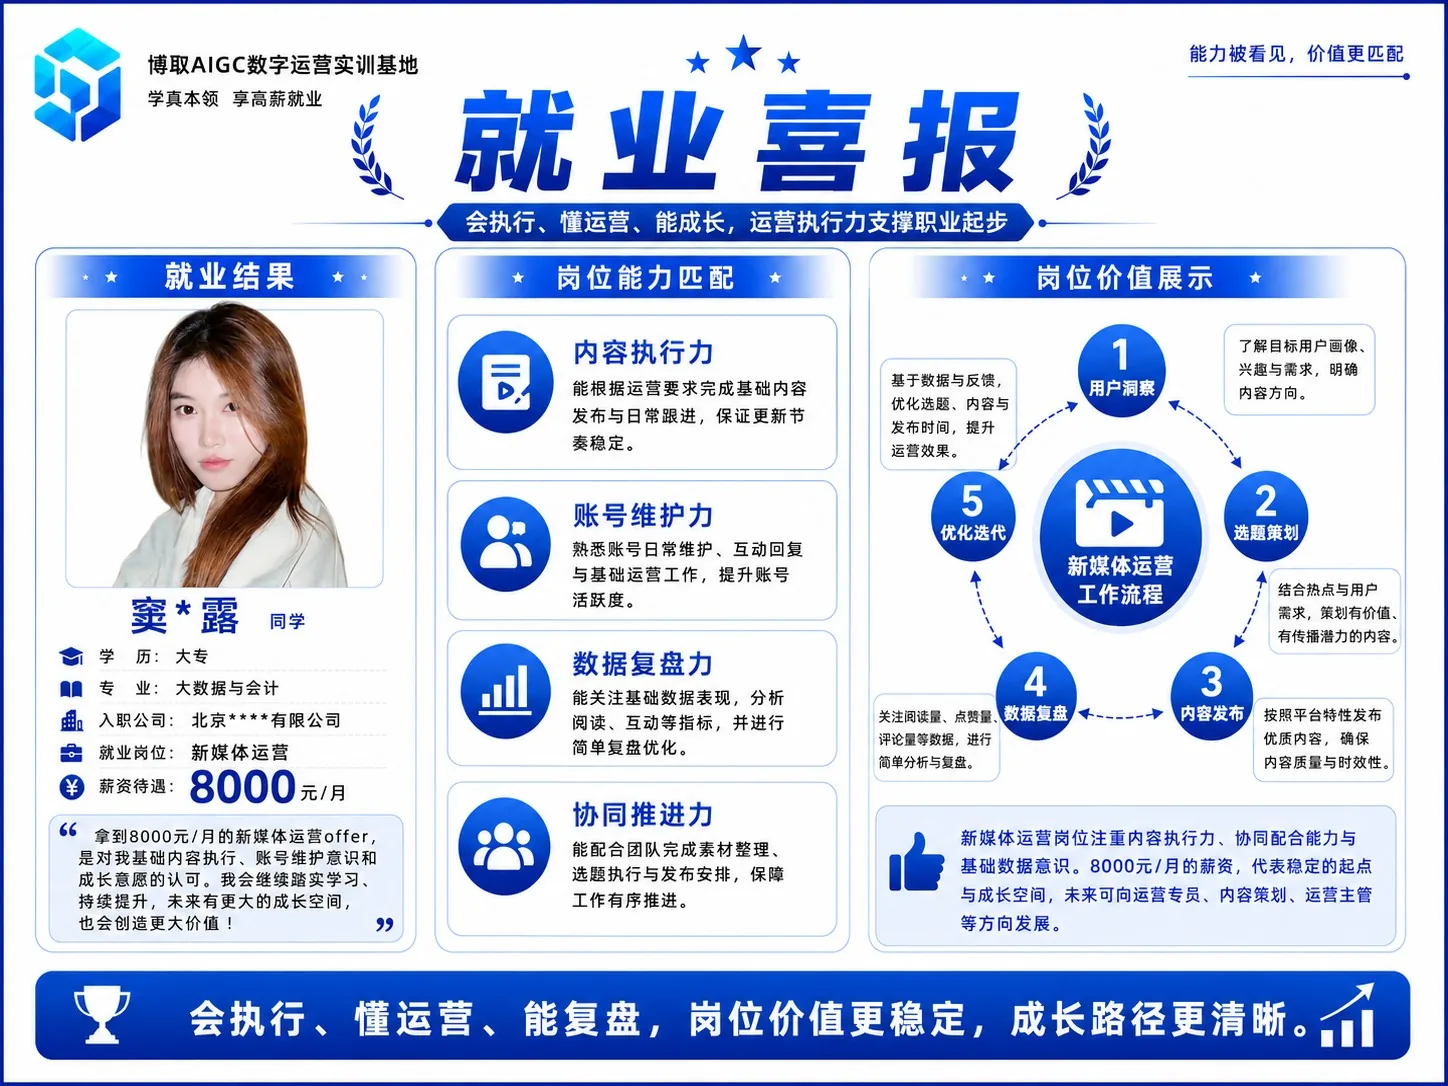 博取AIGC数字运营实训基地
学真本领 享高薪就业
能力被看见，价值更匹配
就业喜报
会执行、懂运营、能成长，运营执行力支撑职业起步
就业结果
窦*露 同学
学 历： 大专
专 业： 大数据与会计
入职公司： 北京****有限公司
就业岗位： 新媒体运营
薪资待遇： 8000元/月
“ 拿到8000元/月的新媒体运营offer，
是对我基础内容执行、账号维护意识和
成长意愿的认可。我会继续踏实学习、
持续提升，未来有更大的成长空间，
也会创造更大价值！ ”
岗位能力匹配
内容执行力
能根据运营要求完成基础内容
发布与日常跟进，保证更新节
奏稳定。
账号维护力
熟悉账号日常维护、互动回复
与基础运营工作，提升账号
活跃度。
数据复盘力
能关注基础数据表现，分析
阅读、互动等指标，并进行
简单复盘优化。
协同推进力
能配合团队完成素材整理、
选题执行与发布安排，保障
工作有序推进。
岗位价值展示
新媒体运营
工作流程
1
用户洞察
了解目标用户画像、
兴趣与需求，明确
内容方向。
2
选题策划
结合热点与用户
需求，策划有价值、
有传播潜力的内容。
3
内容发布
按照平台特性发布
优质内容，确保
内容质量与时效性。
4
数据复盘
关注阅读量、点赞量、
评论量等数据，进行
简单分析与复盘。
5
优化迭代
基于数据与反馈，
优化选题、内容与
发布时间，提升
运营效果。
新媒体运营岗位注重内容执行力、协同配合能力与
基础数据意识。8000元/月的薪资，代表稳定的起点
与成长空间，未来可向运营专员、内容策划、运营主管
等方向发展。
会执行、懂运营、能复盘，岗位价值更稳定，成长路径更清晰。